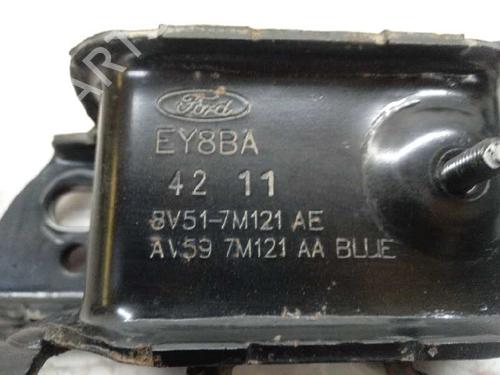 Ford
EY8BA
42 11
8V51-7M121 AE
AV59 7M121 AA BLUE